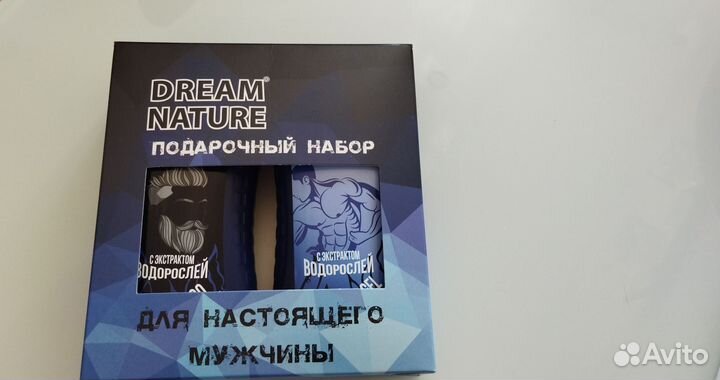 DREAM®
NATURE
ПОДАРОЧНЫЙ НАБОР
С ЭКСТРАКТОМ
ВОДОРОСЛЕЙ
С ЭКСТРАКТОМ
ВОДОРОСЛЕЙ
ДЛЯ НАСТОЯЩЕГО
МУЖЧИНЫ
Avito